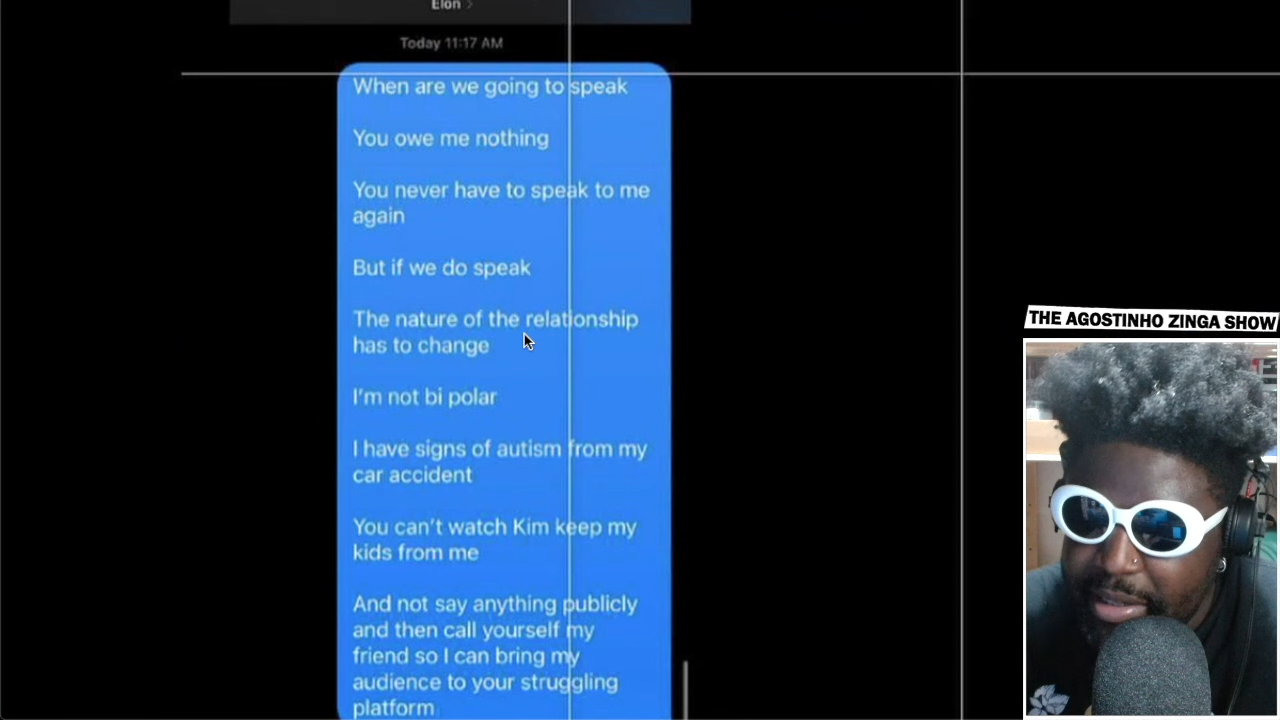 Elon >
Today 11:17 AM
When are we going to speak
You owe me nothing
You never have to speak to me
again
But if we do speak
The nature of the relationship
has to change
I'm not bi polar
I have signs of autism from my
car accident
You can't watch Kim keep my
kids from me
And not say anything publicly
and then call yourself my
friend so I can bring my
audience to your struggling
platform
THE AGOSTINHO ZINGA SHOW